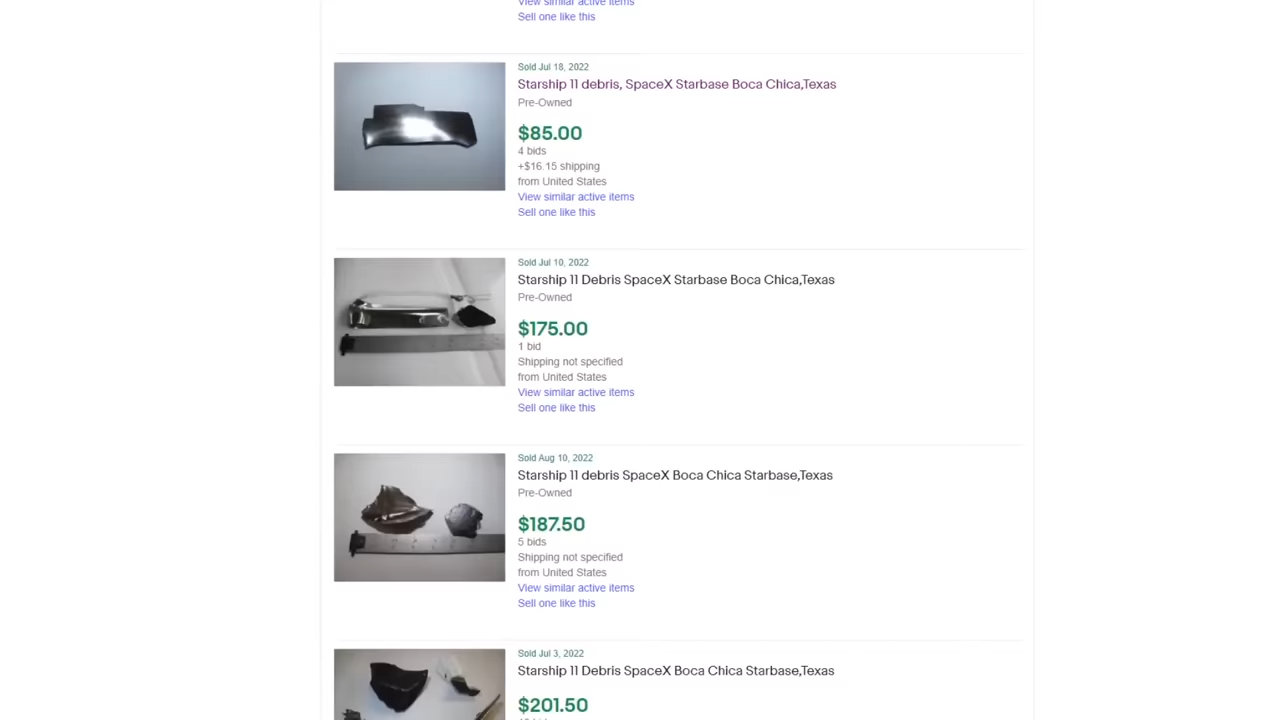 View similar active items
Sell one like this
Sold Jul 18, 2022
Starship 11 debris, SpaceX Starbase Boca Chica,Texas
Pre-Owned
$85.00
4 bids
+$16.15 shipping
from United States
View similar active items
Sell one like this
Sold Jul 10, 2022
Starship 11 Debris SpaceX Starbase Boca Chica,Texas
Pre-Owned
$175.00
1 bid
Shipping not specified
from United States
View similar active items
Sell one like this
Sold Aug 10, 2022
Starship 11 debris SpaceX Boca Chica Starbase,Texas
Pre-Owned
$187.50
5 bids
Shipping not specified
from United States
View similar active items
Sell one like this
Sold Jul 3, 2022
Starship 11 Debris SpaceX Boca Chica Starbase,Texas
$201.50